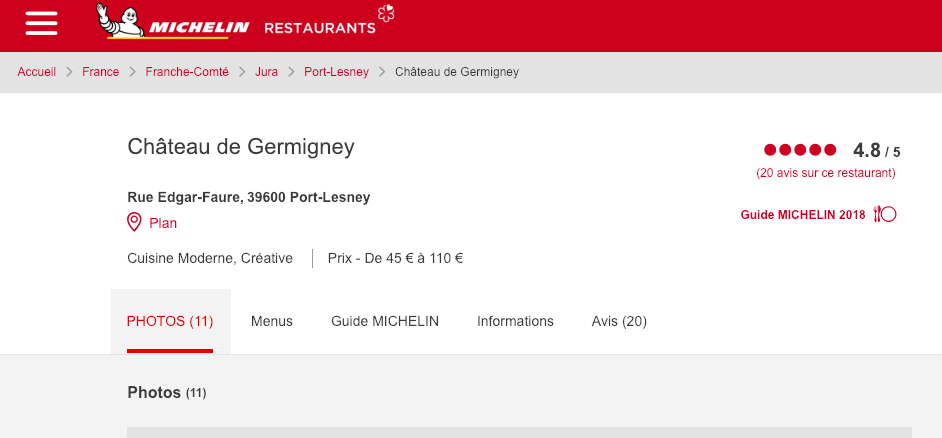 MICHELIN RESTAURANTS
Accueil > France > Franche-Comté > Jura > Port-Lesney > Château de Germigney
Château de Germigney
4.8 / 5
(20 avis sur ce restaurant)
Rue Edgar-Faure, 39600 Port-Lesney
Plan
Guide MICHELIN 2018
Cuisine Moderne, Créative | Prix - De 45 € à 110 €
PHOTOS (11) Menus Guide MICHELIN Informations Avis (20)
Photos (11)